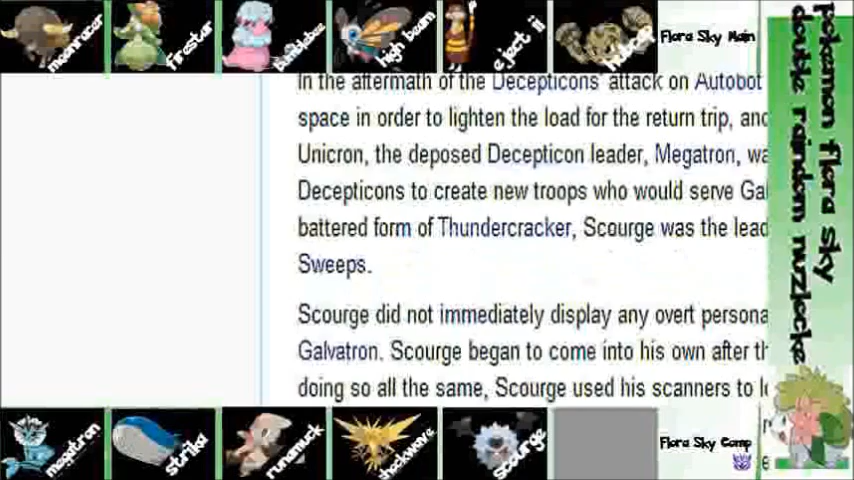 moonracer
firestar
bumblebee
high beam
eject ii
hubcap
Flora Sky Main
In the aftermath of the Decepticons' attack on Autobot
space in order to lighten the load for the return trip, and
Unicron, the deposed Decepticon leader, Megatron, wa
Decepticons to create new troops who would serve Gal
battered form of Thundercracker, Scourge was the lead
Sweeps.
Scourge did not immediately display any overt persona
Galvatron. Scourge began to come into his own after th
doing so all the same, Scourge used his scanners to lo
megatron
strika
runamuck
shockwave
scourge
Flora Sky Comp
pokemon flora sky
double raindom nuzlocke